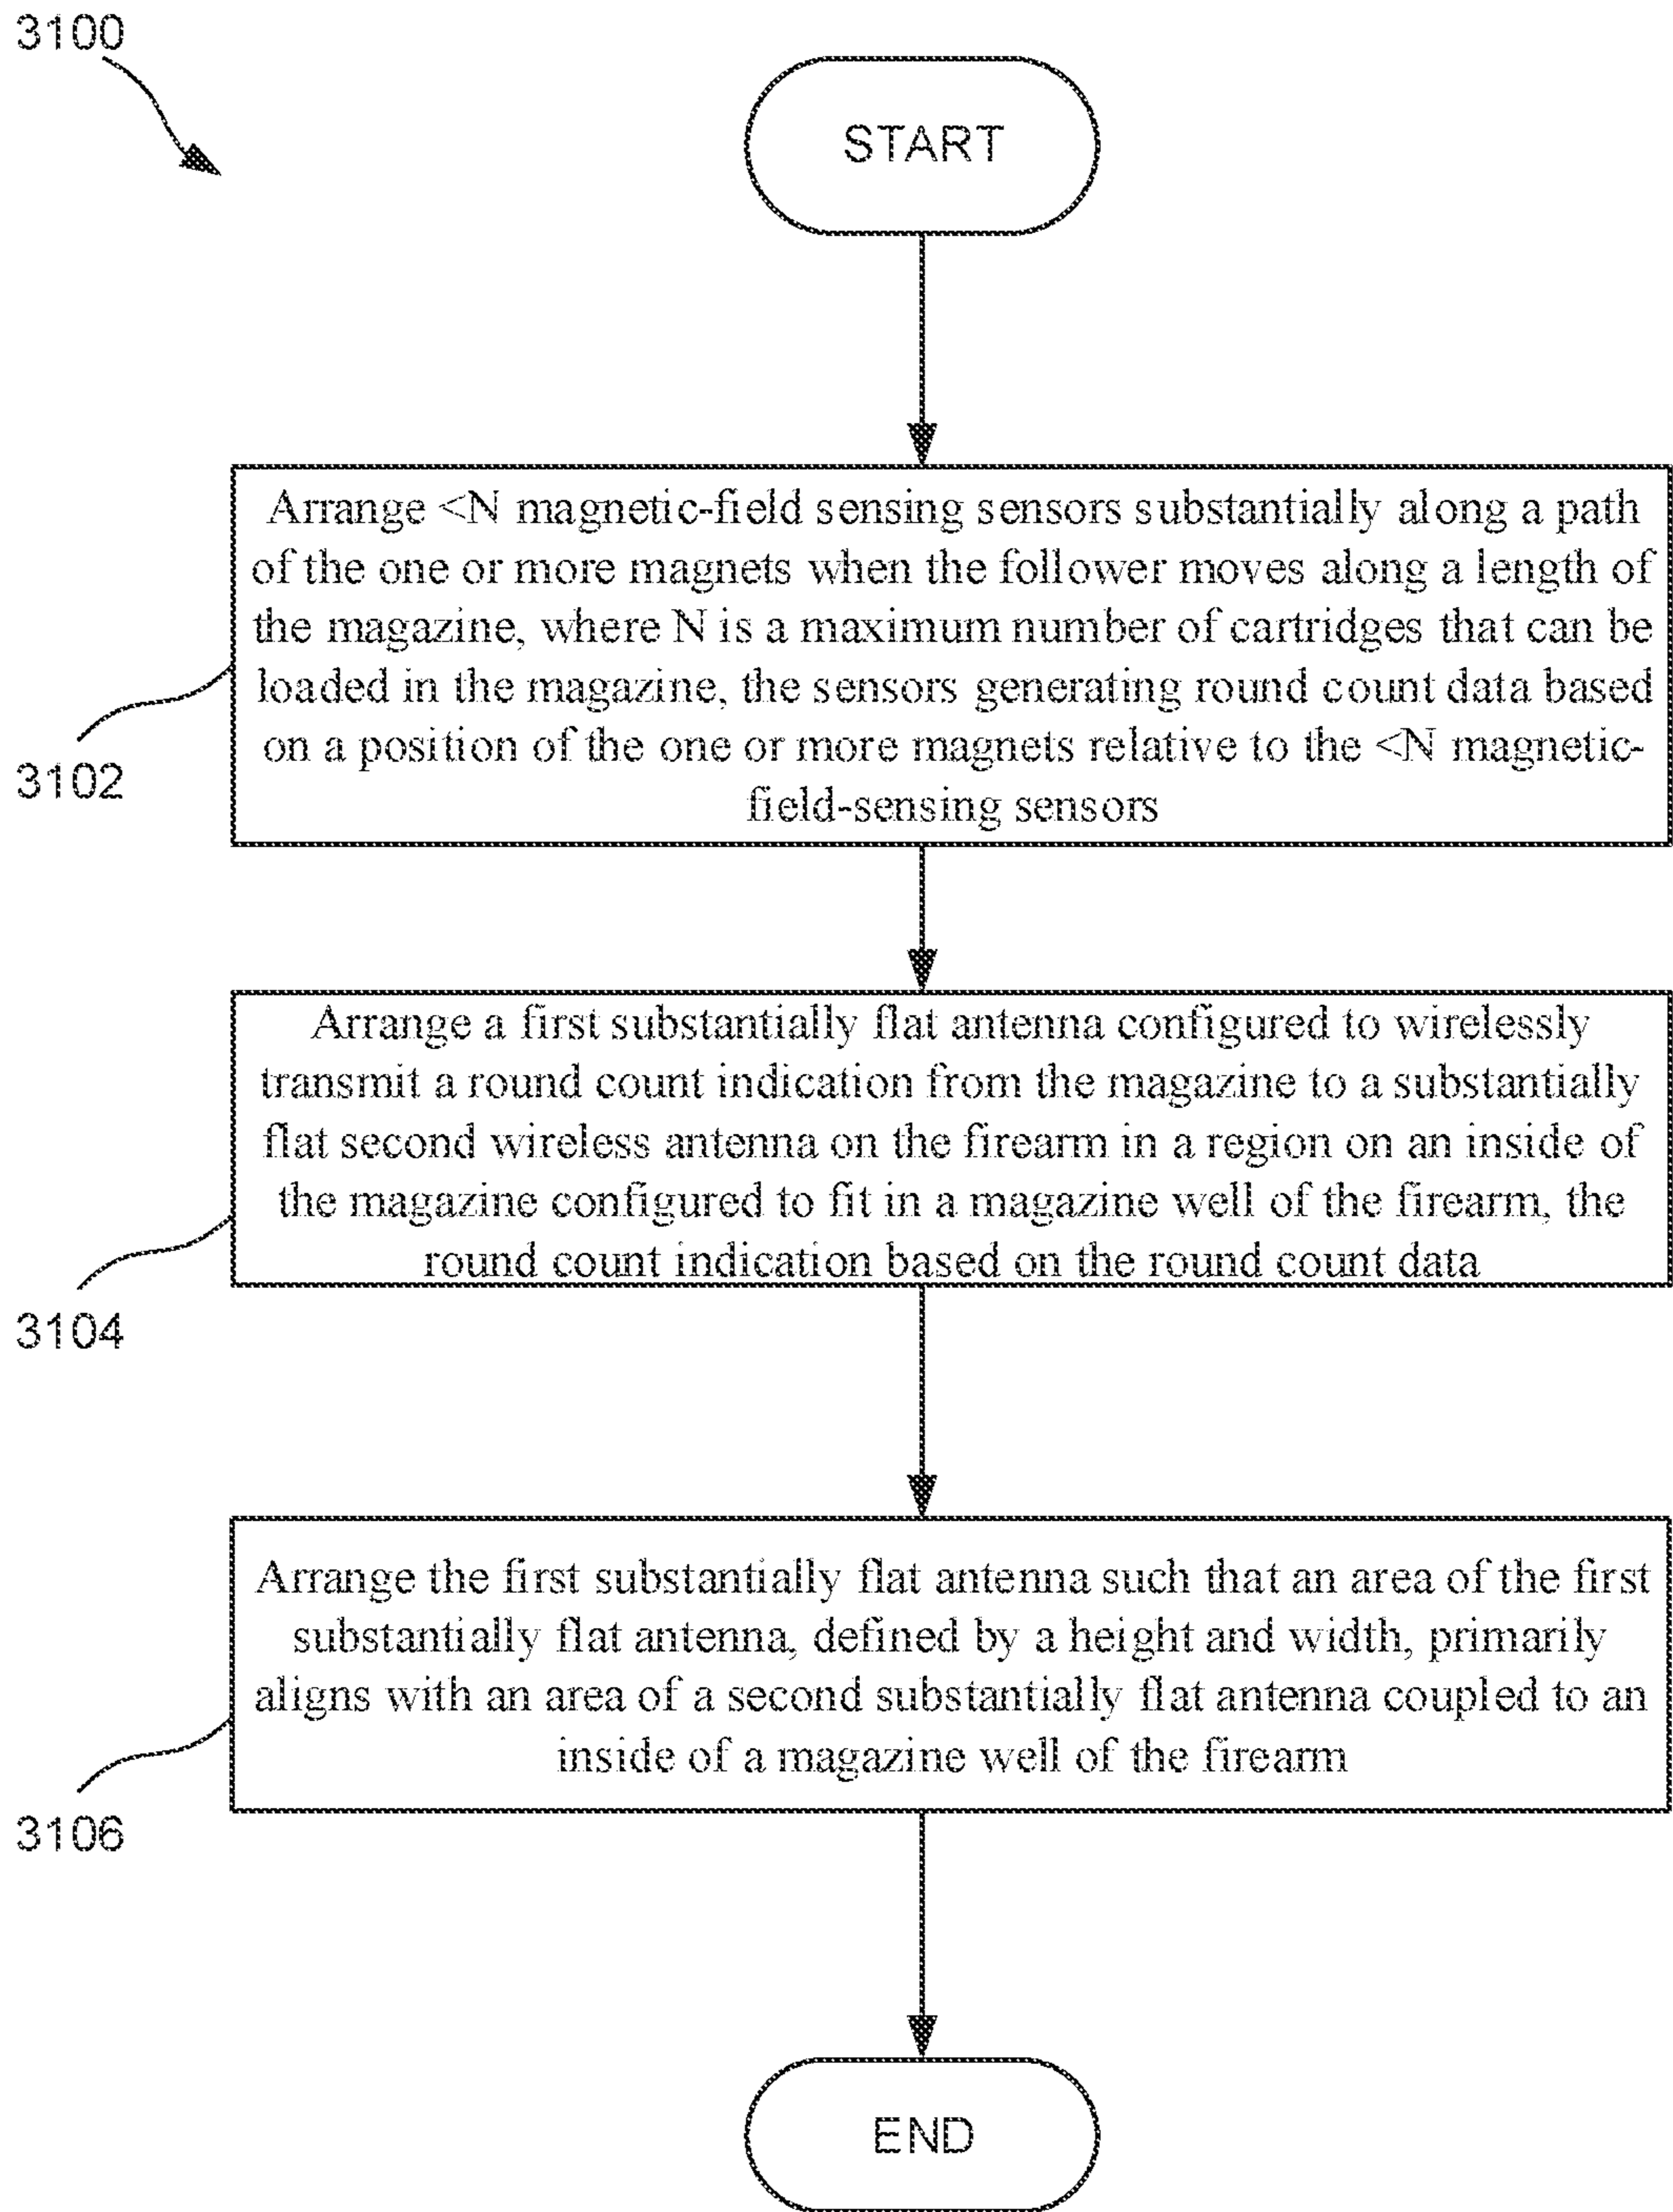 3100
START
Arrange <N magnetic-field sensing sensors substantially along a path
of the one or more magnets when the follower moves along a length of
the magazine, where N is a maximum number of cartridges that can be
loaded in the magazine, the sensors generating round count data based
on a position of the one or more magnets relative to the <N magnetic-
field-sensing sensors
3102
Arrange a first substantially flat antenna configured to wirelessly
transmit a round count indication from the magazine to a substantially
flat second wireless antenna on the firearm in a region on an inside of
the magazine configured to fit in a magazine well of the firearm, the
round count indication based on the round count data
3104
Arrange the first substantially flat antenna such that an area of the first
substantially flat antenna, defined by a height and width, primarily
aligns with an area of a second substantially flat antenna coupled to an
inside of a magazine well of the firearm
3106
END